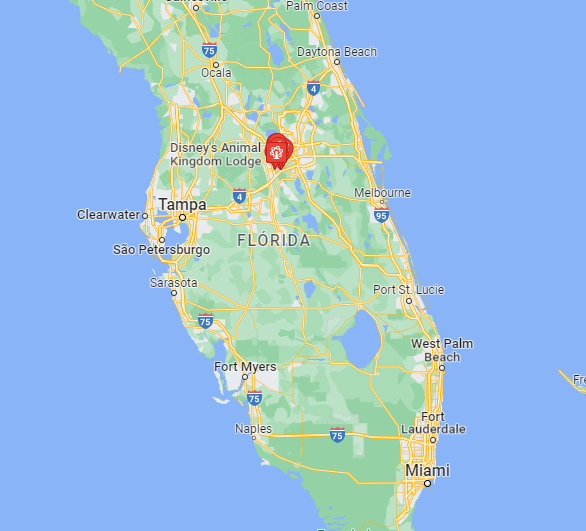 Palm Coast
75
Daytona Beach
Ocala
4
Disney's Animal
Kingdom Lodge
4
Melbourne
Tampa
Clearwater
95
FLÓRIDA
São Petersburgo
Sarasota
Port St. Lucie
75
West Palm
Beach
Fort Myers
75
Fort
Lauderdale
Naples
75
Miami